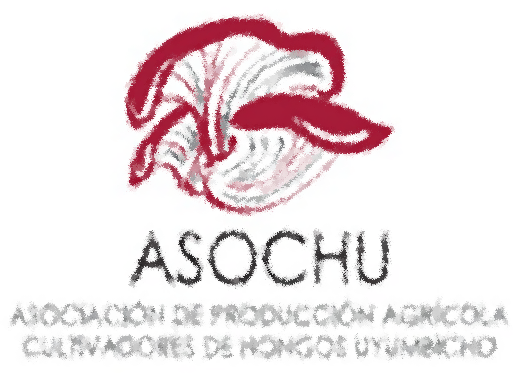 ASOCHU
ASOCIACIÓN DE PRODUCCIÓN AGRÍCOLA
CULTIVADORES DE HONGOS UYUMBICHO